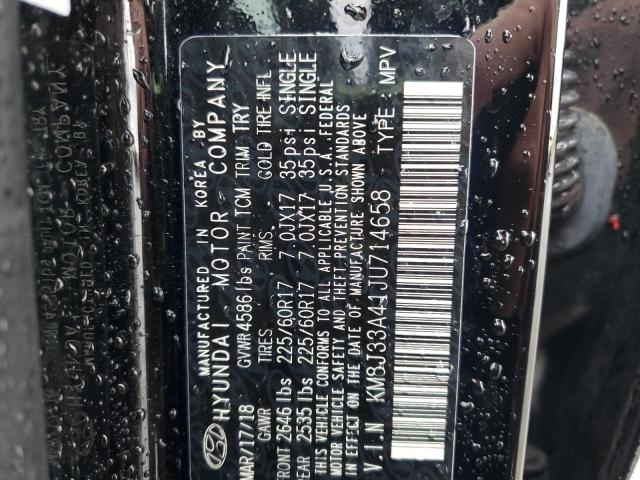 MANUFACTURED IN KOREA BY
HYUNDAI MOTOR COMPANY
MAR/17/18 GVWR 4586 lbs PAINT TCM TRIM TRY
GAWR TIRES RIMS COLD TIRE INFL
FRONT 2646 lbs 225/60R17 7.0JX17 35psi SINGLE
REAR 2535 lbs 225/60R17 7.0JX17 35psi SINGLE
THIS VEHICLE CONFORMS TO ALL APPLICABLE U.S.A. FEDERAL
MOTOR VEHICLE SAFETY AND THEFT PREVENTION STANDARDS
IN EFFECT ON THE DATE OF MANUFACTURE SHOWN ABOVE
V.I.N KM8J33A41JU714658 TYPE MPV